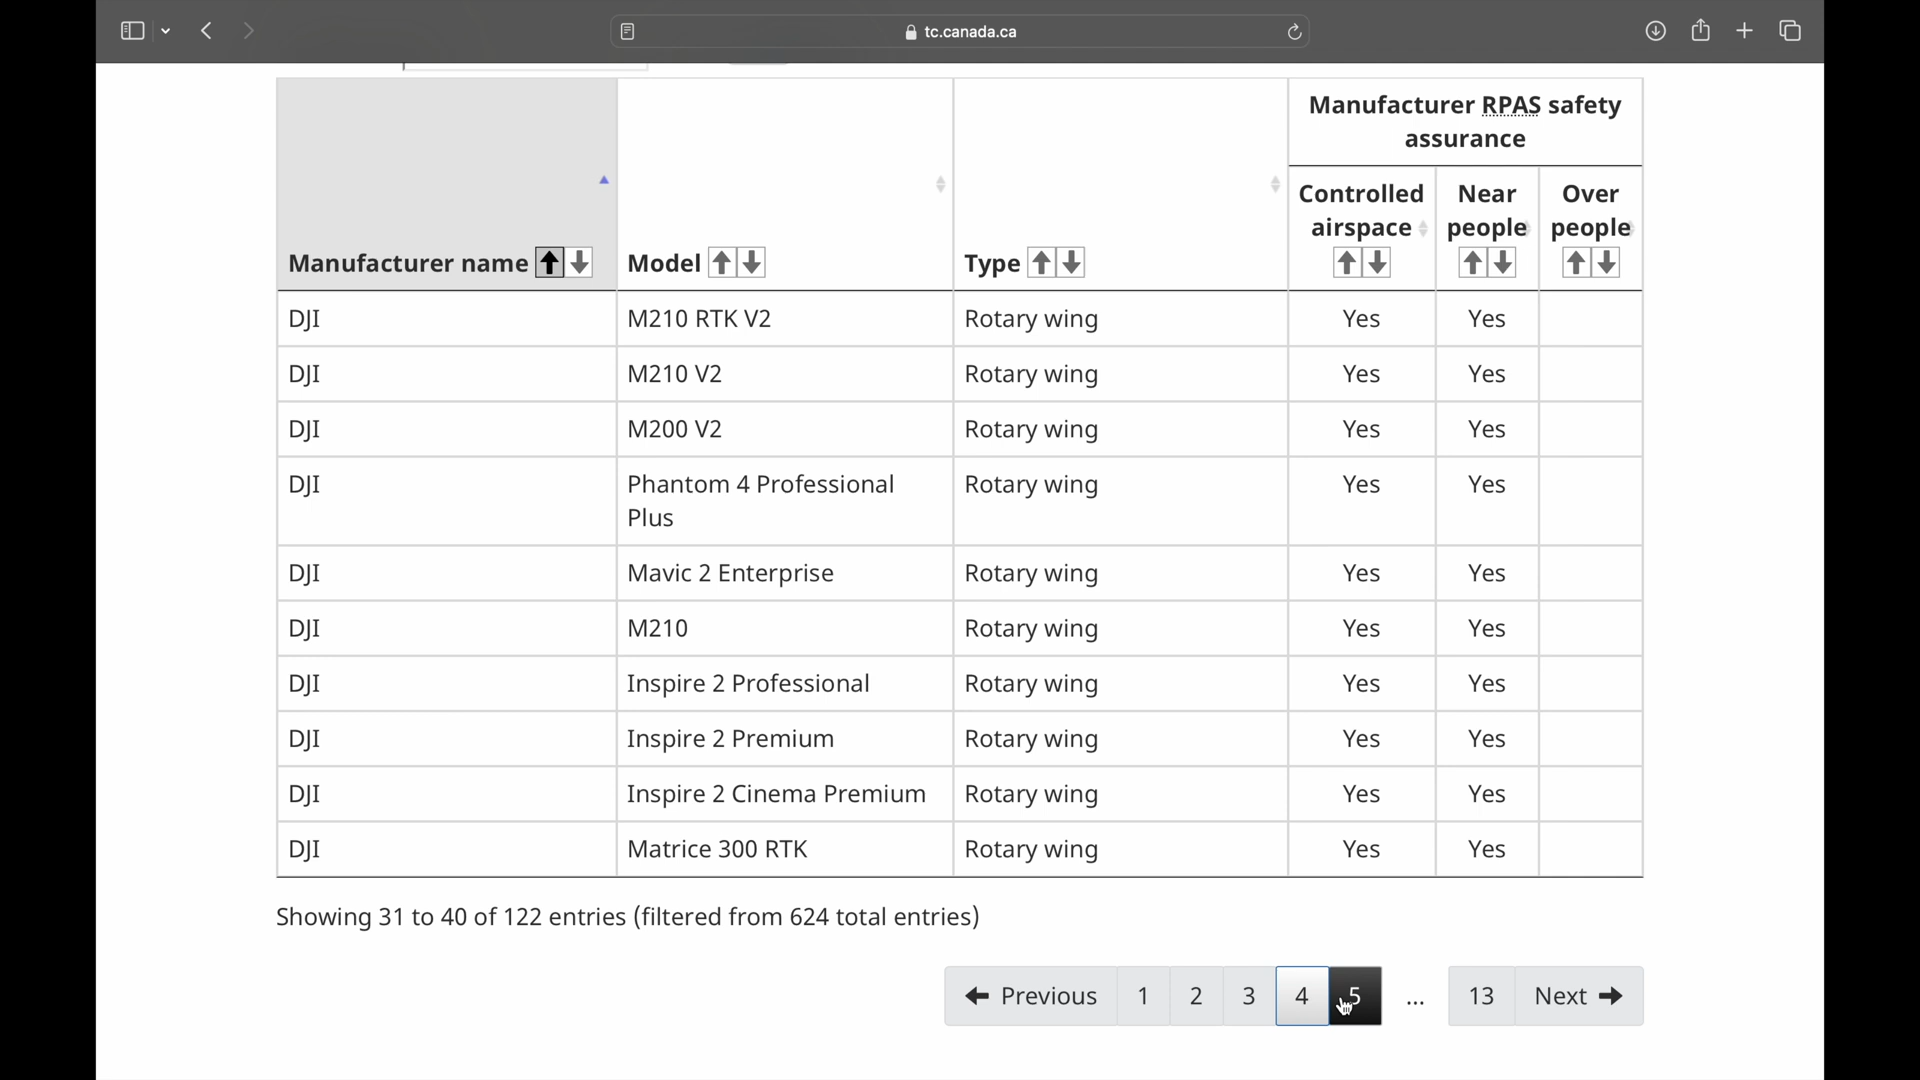 tc.canada.ca
Manufacturer RPAS safety
assurance
Controlled
airspace
Near
people
Over
people
Manufacturer name
Model
Type
DJI M210 RTK V2 Rotary wing Yes Yes
DJI M210 V2 Rotary wing Yes Yes
DJI M200 V2 Rotary wing Yes Yes
DJI Phantom 4 Professional Rotary wing Yes Yes
Plus
DJI Mavic 2 Enterprise Rotary wing Yes Yes
DJI M210 Rotary wing Yes Yes
DJI Inspire 2 Professional Rotary wing Yes Yes
DJI Inspire 2 Premium Rotary wing Yes Yes
DJI Inspire 2 Cinema Premium Rotary wing Yes Yes
DJI Matrice 300 RTK Rotary wing Yes Yes
Showing 31 to 40 of 122 entries (filtered from 624 total entries)
Previous 1 2 3 4 5 ... 13 Next